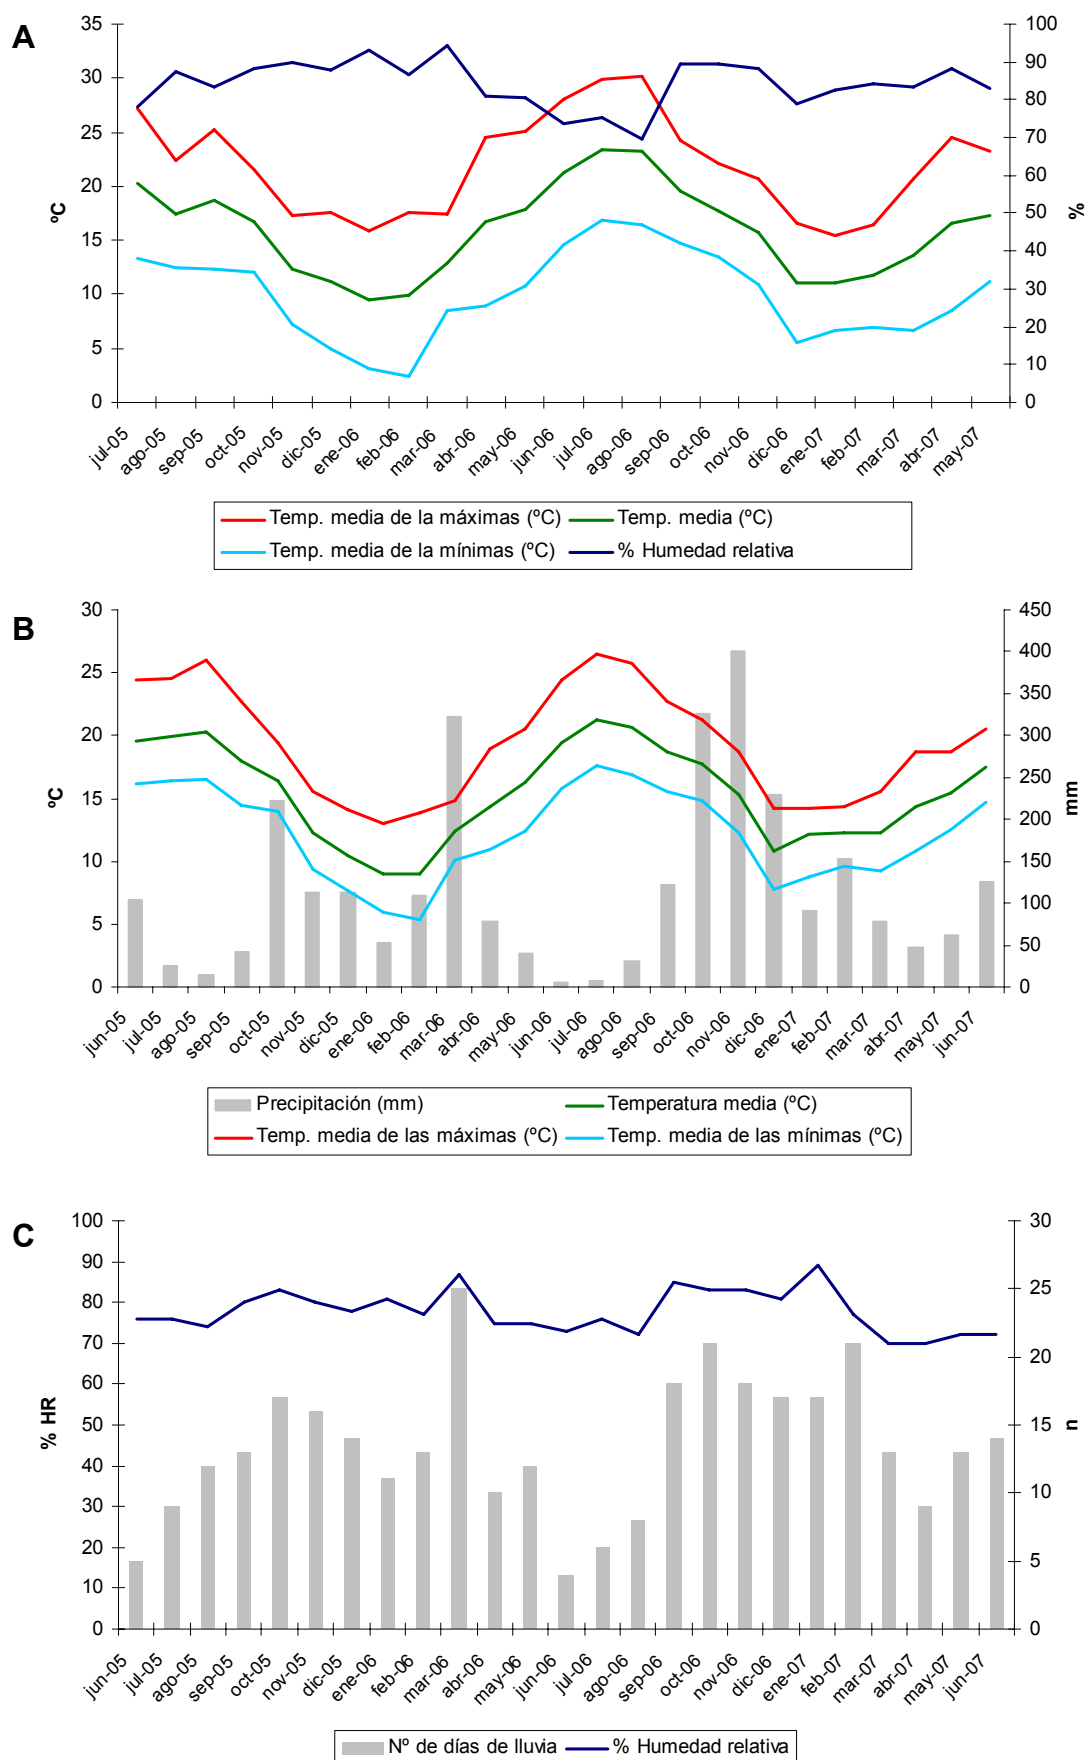 A
35
30
25
20
15
10
5
0
ºC
100
90
80
70
60
50
40
30
20
10
0
%
jul-05
ago-05
sep-05
oct-05
nov-05
dic-05
ene-06
feb-06
mar-06
abr-06
may-06
jun-06
jul-06
ago-06
sep-06
oct-06
nov-06
dic-06
ene-07
feb-07
mar-07
abr-07
may-07
Temp. media de la máximas (ºC) Temp. media (ºC)
Temp. media de la mínimas (ºC) % Humedad relativa
B
30
25
20
15
10
5
0
ºC
450
400
350
300
250
200
150
100
50
0
mm
jun-05
jul-05
ago-05
sep-05
oct-05
nov-05
dic-05
ene-06
feb-06
mar-06
abr-06
may-06
jun-06
jul-06
ago-06
sep-06
oct-06
nov-06
dic-06
ene-07
feb-07
mar-07
abr-07
may-07
jun-07
Precipitación (mm) Temperatura media (ºC)
Temp. media de las máximas (ºC) Temp. media de las mínimas (ºC)
C
100
90
80
70
60
50
40
30
20
10
0
% HR
30
25
20
15
10
5
0
n
jun-05
jul-05
ago-05
sep-05
oct-05
nov-05
dic-05
ene-06
feb-06
mar-06
abr-06
may-06
jun-06
jul-06
ago-06
sep-06
oct-06
nov-06
dic-06
ene-07
feb-07
mar-07
abr-07
may-07
jun-07
Nº de días de lluvia % Humedad relativa